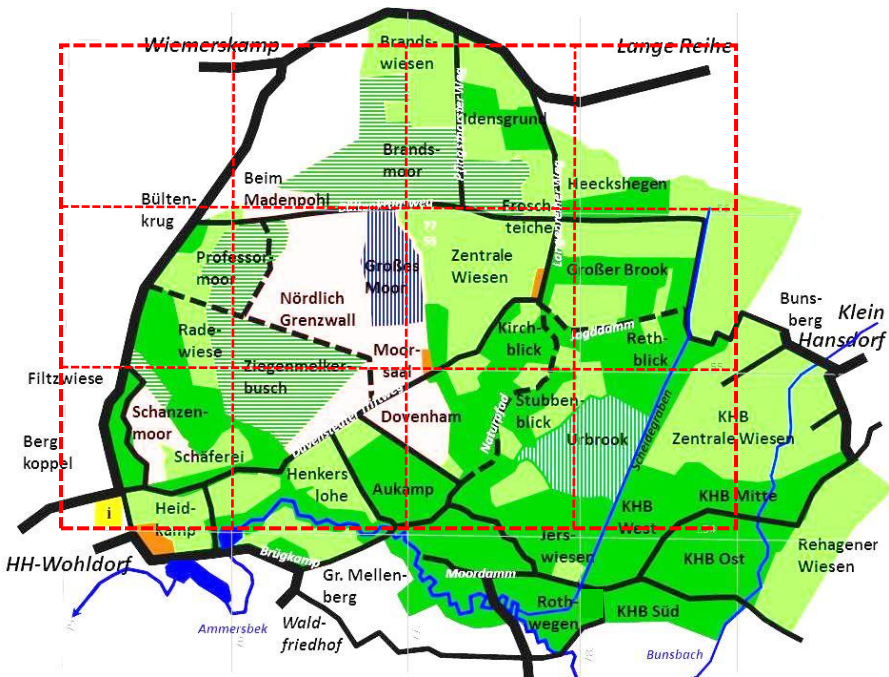 Wiemerskamp
Brands-
wiesen
Lange Reihe
Idensgrund
Brands-
moor
Beim
Madenpohl
Heeckshegen
Bülten-
krug
Frosch-
teiche
Professor-
moor
Großes
Moor
Zentrale
Wiesen
Großer Brook
Nördlich
Grenzwall
Buns-
berg
Klein
Hansdorf
Rade-
wiese
Kirch-
blick
Jagddamm
Reth-
blick
Moor-
saal
Filtzwiese
Ziegenmelker-
busch
Schanzen-
moor
Dovenham
Stubben-
blick
Naturpfad
KHB
Zentrale Wiesen
Berg
koppel
Urbrook
Scheidegraben
Schäferei
Henkers
lohe
Aukamp
KHB Mitte
i
Heid-
kamp
KHB
West
Jers-
wiesen
KHB Ost
Rehagener
Wiesen
HH-Wohldorf
Brügkamp
Gr. Mellen-
berg
Moordamm
Roth-
wegen
KHB Süd
Ammersbek
Wald-
friedhof
Bunsbach